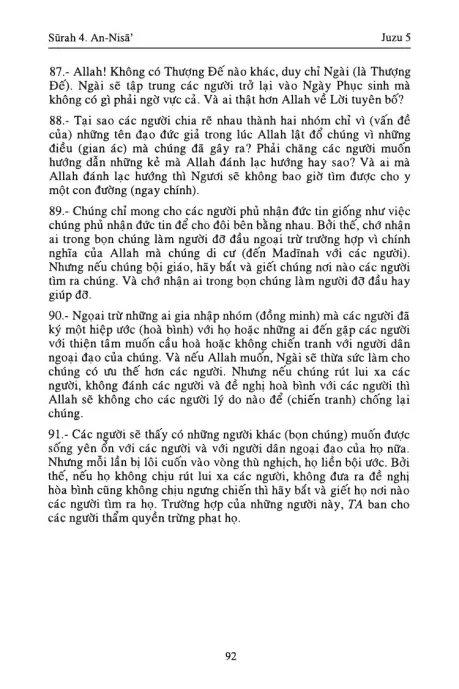 Sūrah 4. An-Nisā' Juzu 5
87.- Allah! Không có Thượng Đế nào khác, duy chỉ Ngài (là Thượng
Đế). Ngài sẽ tập trung các người trở lại vào Ngày Phục sinh mà
không có gì phải ngờ vực cả. Và ai thật hơn Allah về Lời tuyên bố?
88.- Tại sao các người chia rẽ nhau thành hai nhóm chỉ vì (vấn đề
của) những tên đạo đức giả trong lúc Allah lật đổ chúng vì những
điều (gian ác) mà chúng đã gây ra? Phải chăng các người muốn
hướng dẫn những kẻ mà Allah đánh lạc hướng hay sao? Và ai mà
Allah đánh lạc hướng thì Ngươi sẽ không bao giờ tìm được cho y
một con đường (ngay chính).
89.- Chúng chỉ mong cho các người phủ nhận đức tin giống như việc
chúng phủ nhận đức tin để cho đôi bên bằng nhau. Bởi thế, chớ nhận
ai trong bọn chúng làm người đỡ đầu ngoại trừ trường hợp vì chính
nghĩa của Allah mà chúng di cư (đến Madīnah với các người).
Nhưng nếu chúng bội giáo, hãy bắt và giết chúng nơi nào các người
tìm ra chúng. Và chớ nhận ai trong bọn chúng làm người đỡ đầu hay
giúp đỡ.
90.- Ngoại trừ những ai gia nhập nhóm (đồng minh) mà các người đã
ký một hiệp ước (hoà bình) với họ hoặc những ai đến gặp các người
với thiện tâm muốn cầu hoà hoặc không chiến tranh với người dân
ngoại đạo của chúng. Và nếu Allah muốn, Ngài sẽ thừa sức làm cho
chúng có ưu thế hơn các người. Nhưng nếu chúng rút lui xa các
người, không đánh các người và đề nghị hoà bình với các người thì
Allah sẽ không cho các người lý do nào để (chiến tranh) chống lại
chúng.
91.- Các người sẽ thấy có những người khác (bọn chúng) muốn được
sống yên ổn với các người và với người dân ngoại đạo của họ nữa.
Nhưng mỗi lần bị lôi cuốn vào vòng thù nghịch, họ liền bội ước. Bởi
thế, nếu họ không chịu rút lui xa các người, không đưa ra đề nghị
hòa bình cũng không chịu ngưng chiến thì hãy bắt và giết họ nơi nào
các người tìm ra họ. Trường hợp của những người này, TA ban cho
các người thẩm quyền trừng phạt họ.
92